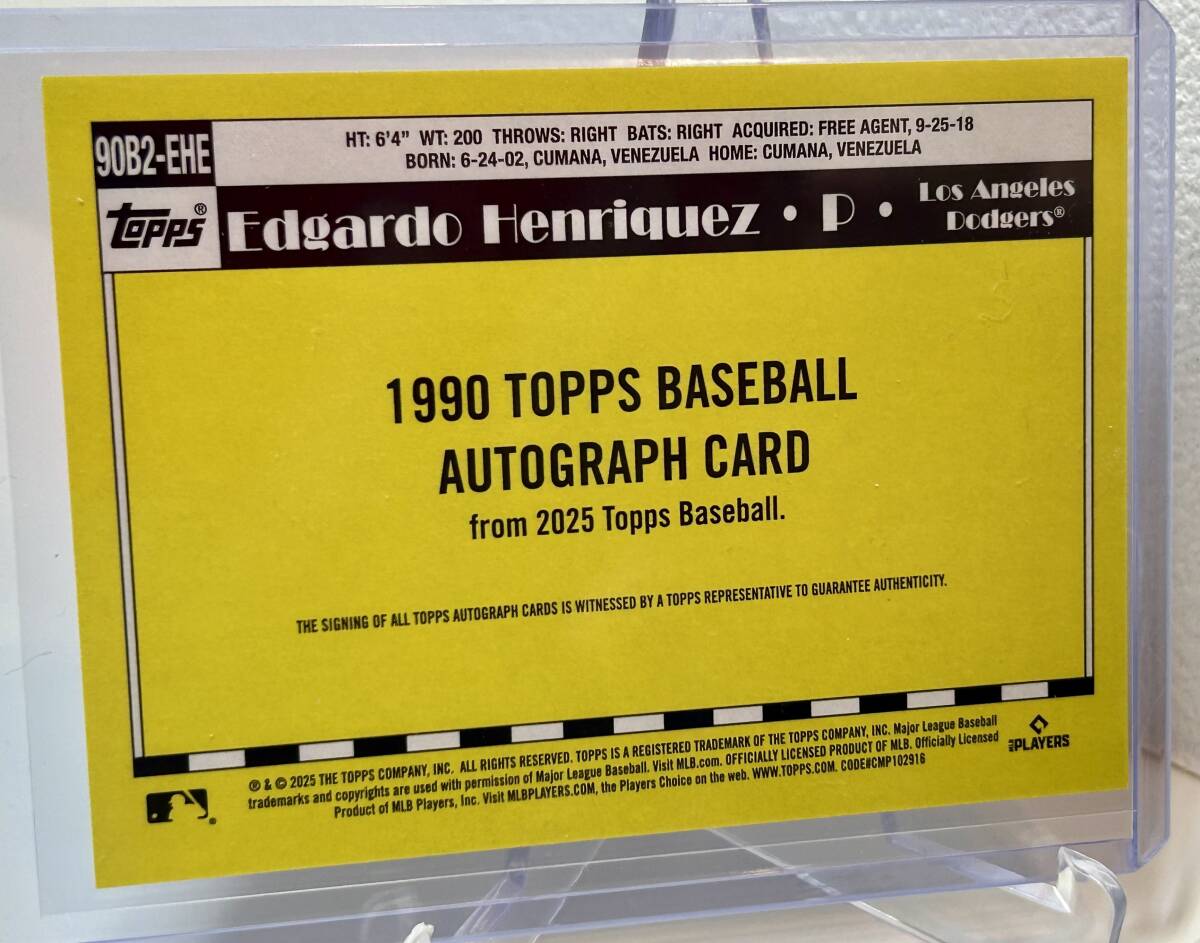 90B2-EHE
HT: 6'4" WT: 200 THROWS: RIGHT BATS: RIGHT ACQUIRED: FREE AGENT, 9-25-18
BORN: 6-24-02, CUMANA, VENEZUELA HOME: CUMANA, VENEZUELA
topps®
Edgardo Henriquez • P •
Los Angeles
Dodgers®
1990 TOPPS BASEBALL
AUTOGRAPH CARD
from 2025 Topps Baseball.
THE SIGNING OF ALL TOPPS AUTOGRAPH CARDS IS WITNESSED BY A TOPPS REPRESENTATIVE TO GUARANTEE AUTHENTICITY.
® & © 2025 THE TOPPS COMPANY, INC. ALL RIGHTS RESERVED. TOPPS IS A REGISTERED TRADEMARK OF THE TOPPS COMPANY, INC. Major League Baseball
trademarks and copyrights are used with permission of Major League Baseball. Visit MLB.com. OFFICIALLY LICENSED PRODUCT OF MLB. Officially Licensed
Product of MLB Players, Inc. Visit MLBPLAYERS.COM, the Players Choice on the web. WWW.TOPPS.COM. CODE#CMP102916
MLB PLAYERS